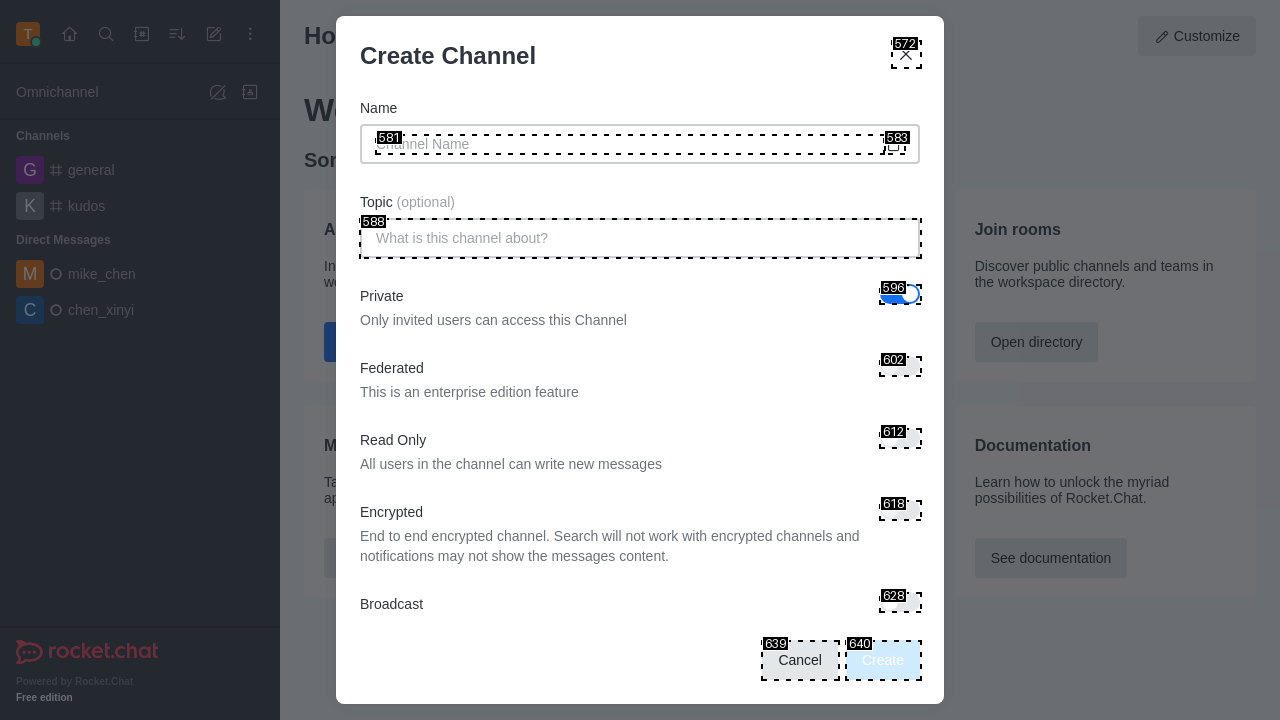 T
Ho
Customize
Omnichannel
Channels
G general
K kudos
Direct Messages
M mike_chen
C chen_xinyi
rocket.chat
Powered by Rocket.Chat
Free edition
Create Channel
572
Name
581
Channel Name
583
Topic (optional)
588
What is this channel about?
Private
596
Only invited users can access this Channel
Federated
602
This is an enterprise edition feature
Read Only
612
All users in the channel can write new messages
Encrypted
618
End to end encrypted channel. Search will not work with encrypted channels and
notifications may not show the messages content.
Broadcast
628
639
Cancel
640
Create
Join rooms
Discover public channels and teams in
the workspace directory.
Open directory
Documentation
Learn how to unlock the myriad
possibilities of Rocket.Chat.
See documentation